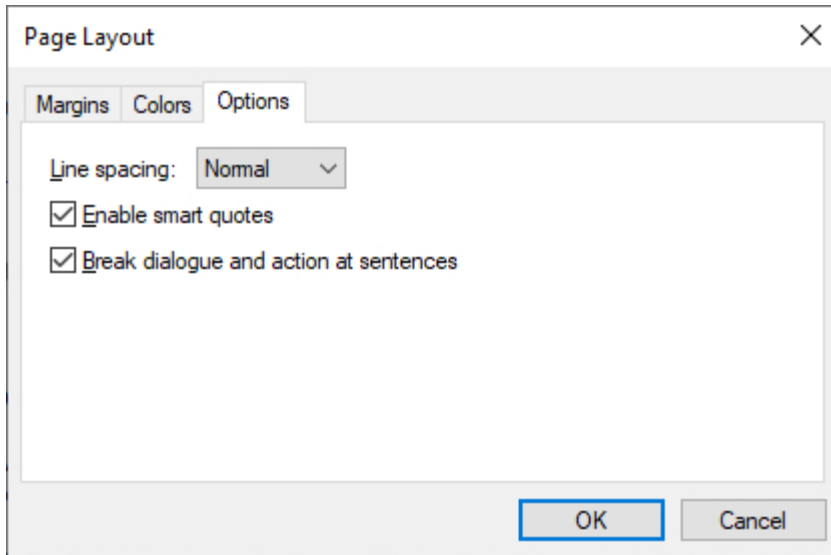 Page Layout
Margins Colors Options
Line spacing: Normal
Enable smart quotes
Break dialogue and action at sentences
OK Cancel